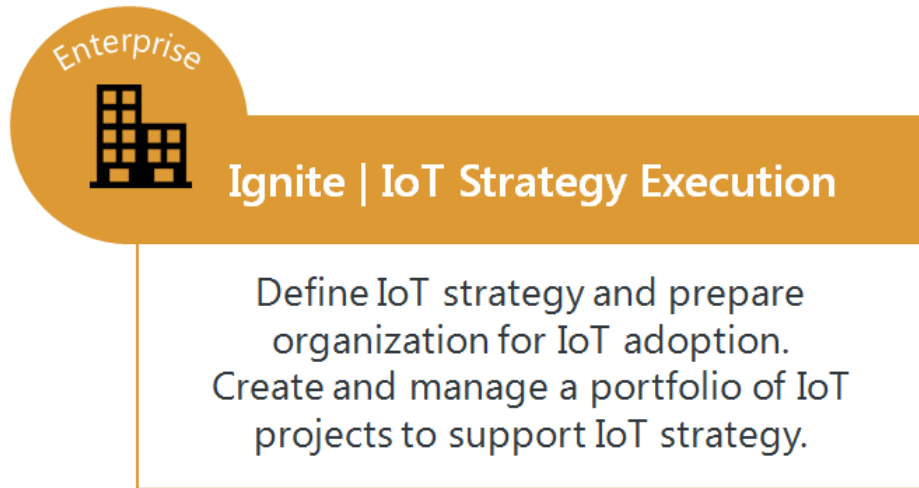 Enterprise
Ignite | IoT Strategy Execution
Define IoT strategy and prepare
organization for IoT adoption.
Create and manage a portfolio of IoT
projects to support IoT strategy.